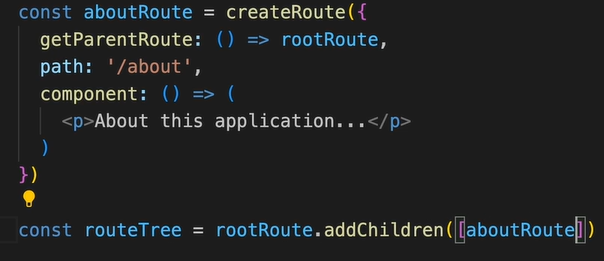 const aboutRoute = createRoute({
  getParentRoute: () => rootRoute,
  path: '/about',
  component: () => (
    <p>About this application...</p>
  )
})
const routeTree = rootRoute.addChildren([aboutRoute])